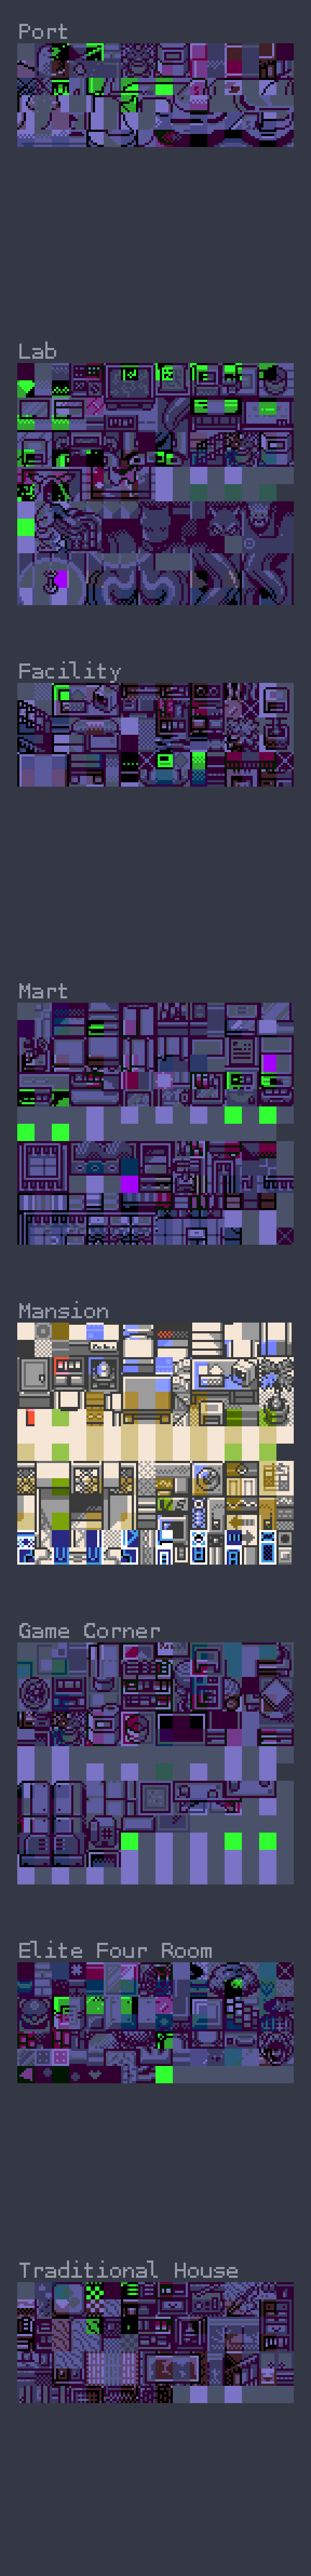 Port
Lab
Facility
Mart
Mansion
Game Corner
Elite Four Room
Traditional House